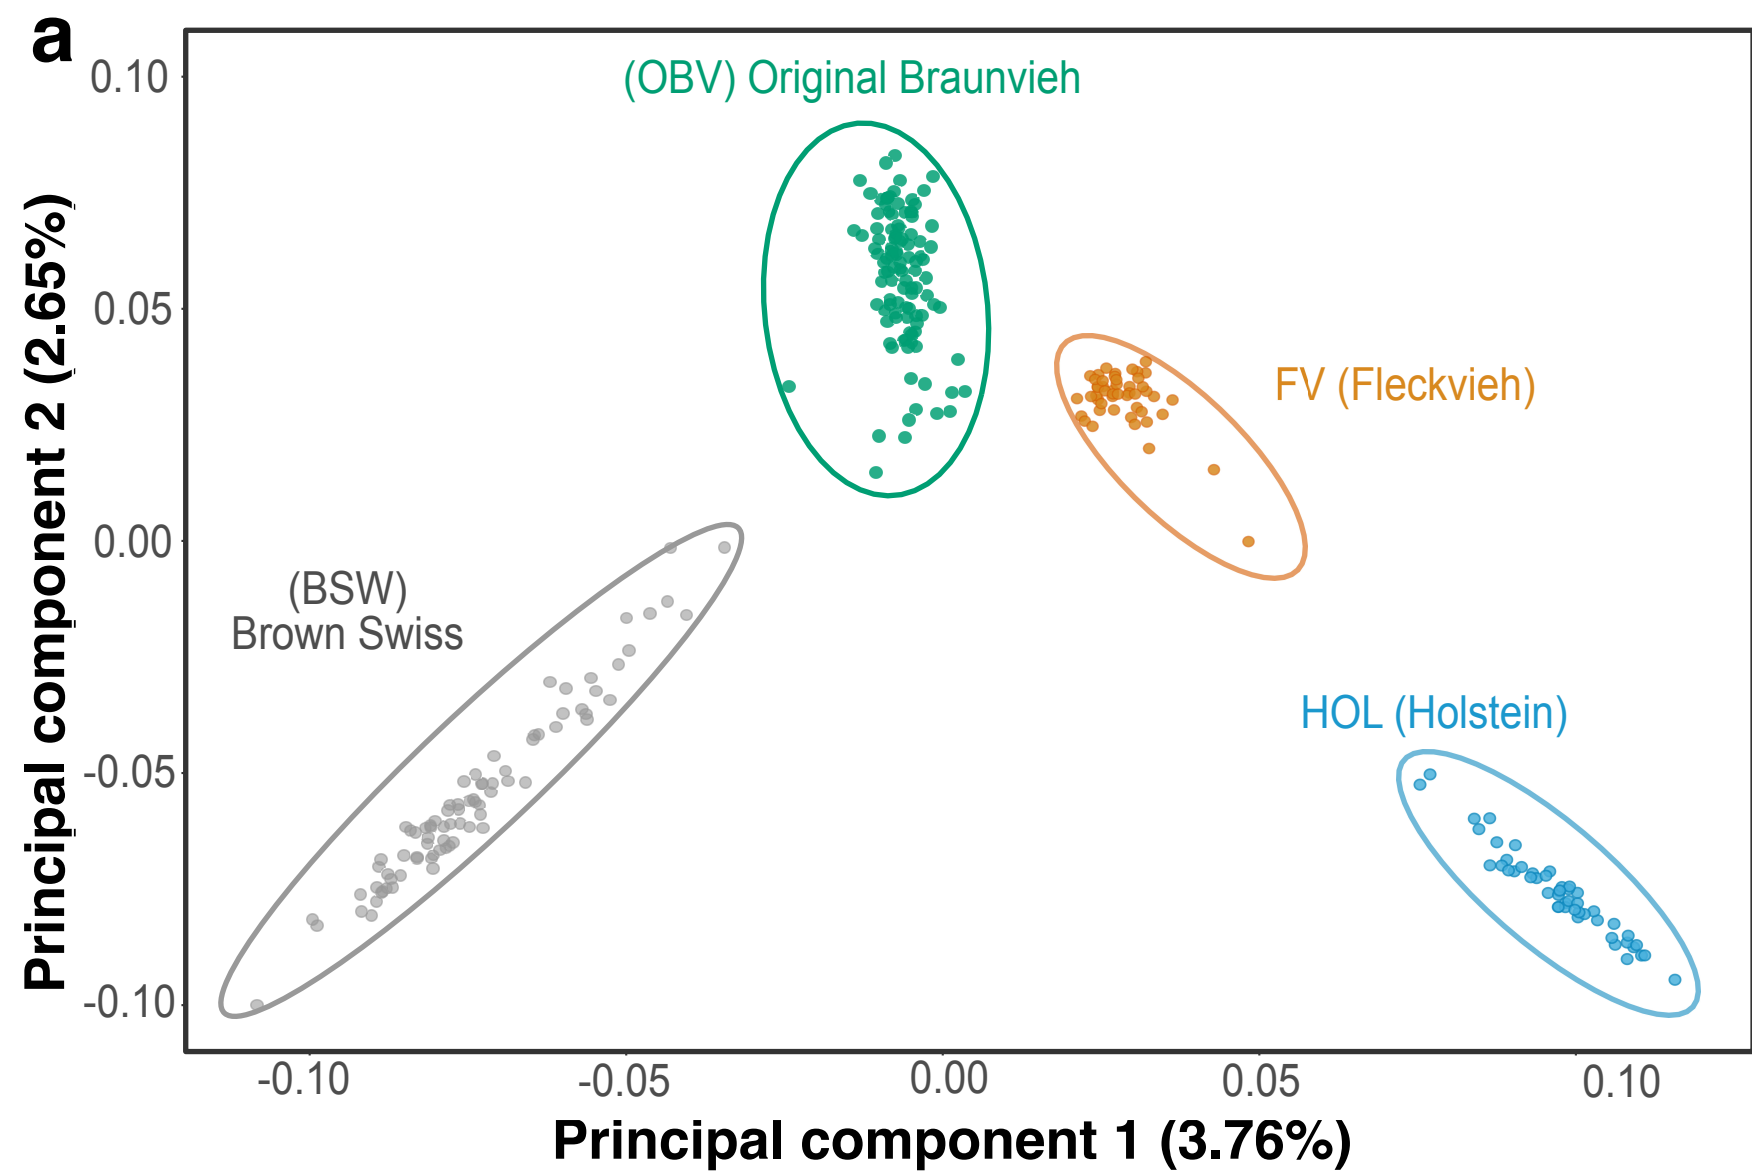 a
(OBV) Original Braunvieh
FV (Fleckvieh)
(BSW)
Brown Swiss
HOL (Holstein)
Principal component 2 (2.65%)
0.10
0.05
0.00
-0.05
-0.10
-0.10
-0.05
0.00
0.05
0.10
Principal component 1 (3.76%)